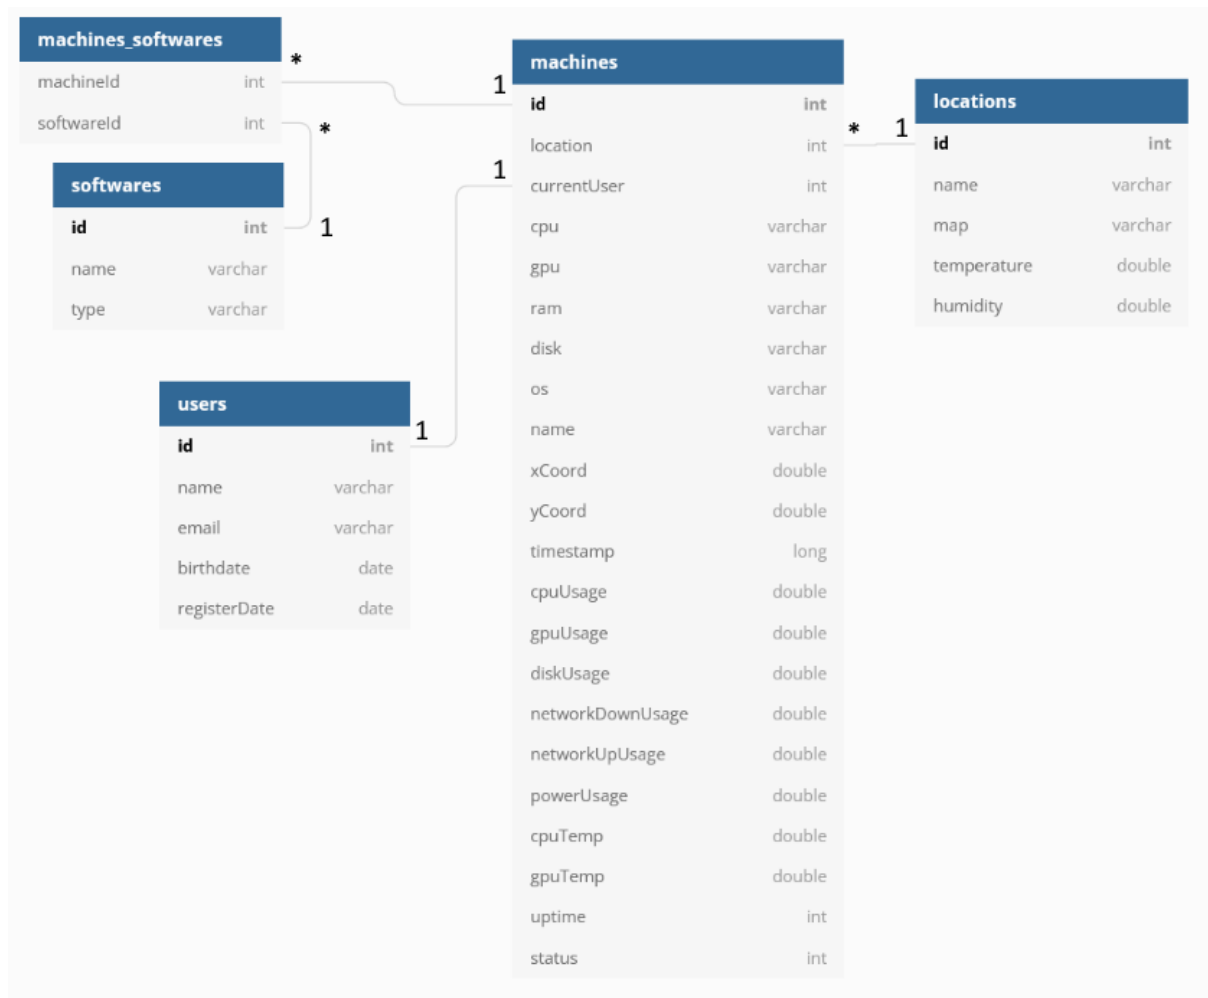 machines_softwares
machineId int
softwareId int
*
*
1
softwares
id int
name varchar
type varchar
users
id int
name varchar
email varchar
birthdate date
registerDate date
1
1
1
machines
id int
location int
currentUser int
cpu varchar
gpu varchar
ram varchar
disk varchar
os varchar
name varchar
xCoord double
yCoord double
timestamp long
cpuUsage double
gpuUsage double
diskUsage double
networkDownUsage double
networkUpUsage double
powerUsage double
cpuTemp double
gpuTemp double
uptime int
status int
*
1
locations
id int
name varchar
map varchar
temperature double
humidity double